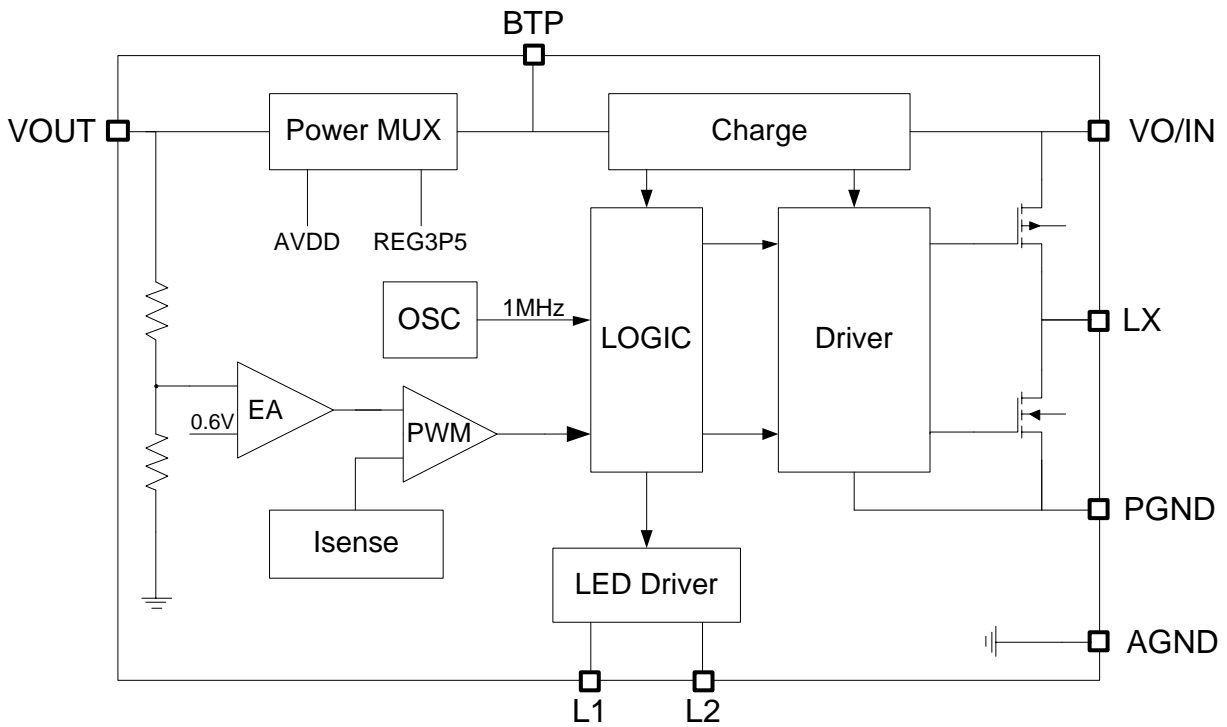 BTP
VOUT
Power MUX
Charge
VO/IN
AVDD
REG3P5
OSC
1MHz
LOGIC
Driver
LX
0.6V
EA
PWM
Isense
PGND
LED Driver
AGND
L1
L2